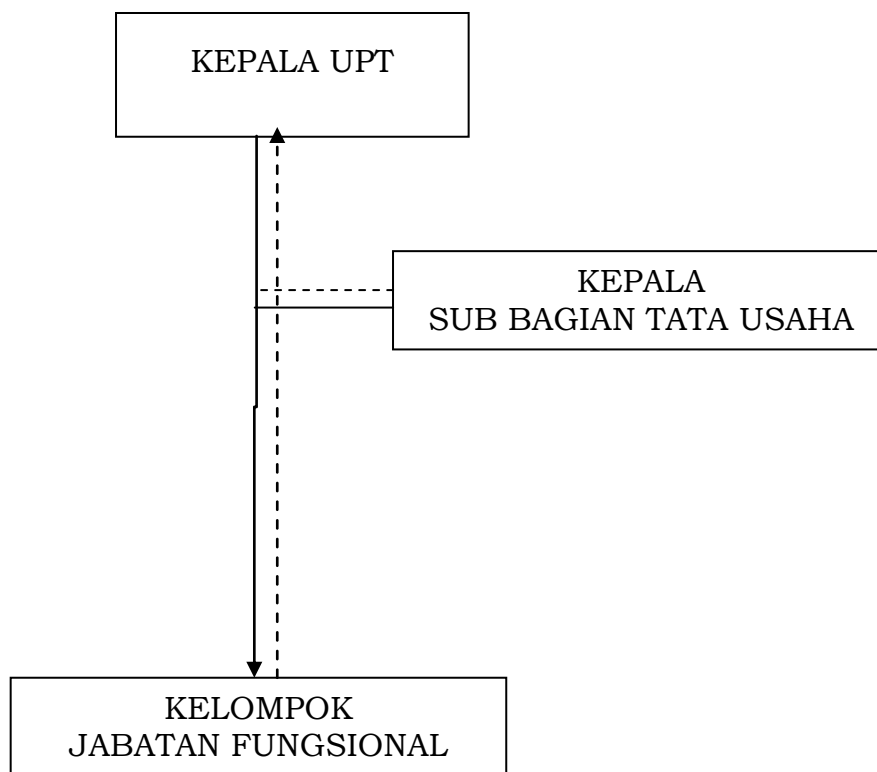 KEPALA UPT
KEPALA
SUB BAGIAN TATA USAHA
KELOMPOK
JABATAN FUNGSIONAL